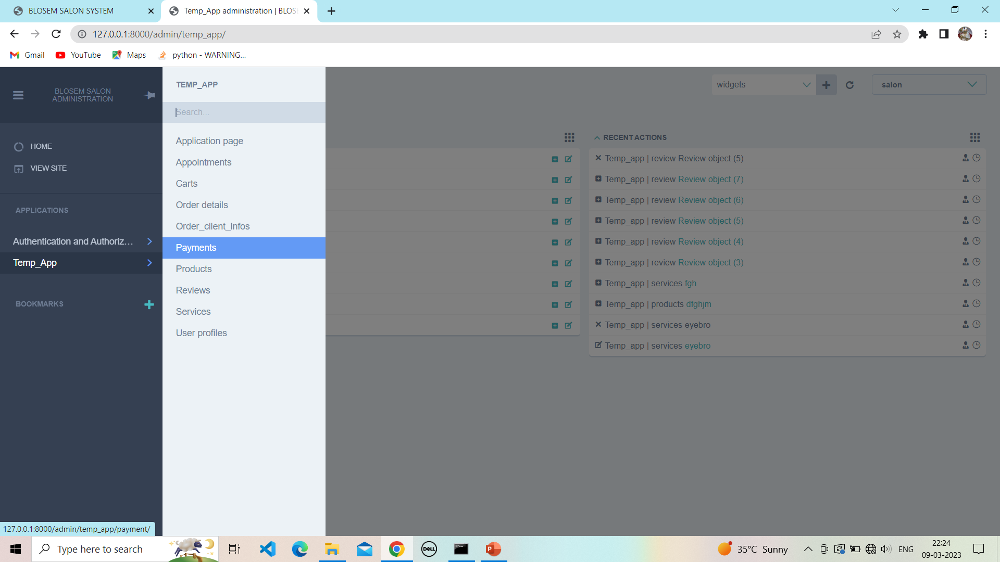 BLOSEM SALON SYSTEM
Temp_App administration | BLOS
127.0.0.1:8000/admin/temp_app/
Gmail
YouTube
Maps
python - WARNING...
BLOSEM SALON
ADMINISTRATION
HOME
VIEW SITE
APPLICATIONS
Authentication and Authoriz...
Temp_App
BOOKMARKS
TEMP_APP
Search...
Application page
Appointments
Carts
Order details
Order_client_infos
Payments
Products
Reviews
Services
User profiles
widgets
salon
RECENT ACTIONS
Temp_app | review Review object (5)
Temp_app | review Review object (7)
Temp_app | review Review object (6)
Temp_app | review Review object (5)
Temp_app | review Review object (4)
Temp_app | review Review object (3)
Temp_app | services fgh
Temp_app | products dfghjm
Temp_app | services eyebro
Temp_app | services eyebro
127.0.0.1:8000/admin/temp_app/payment/
Type here to search
DELL
P
35°C Sunny
ENG
22:24
09-03-2023